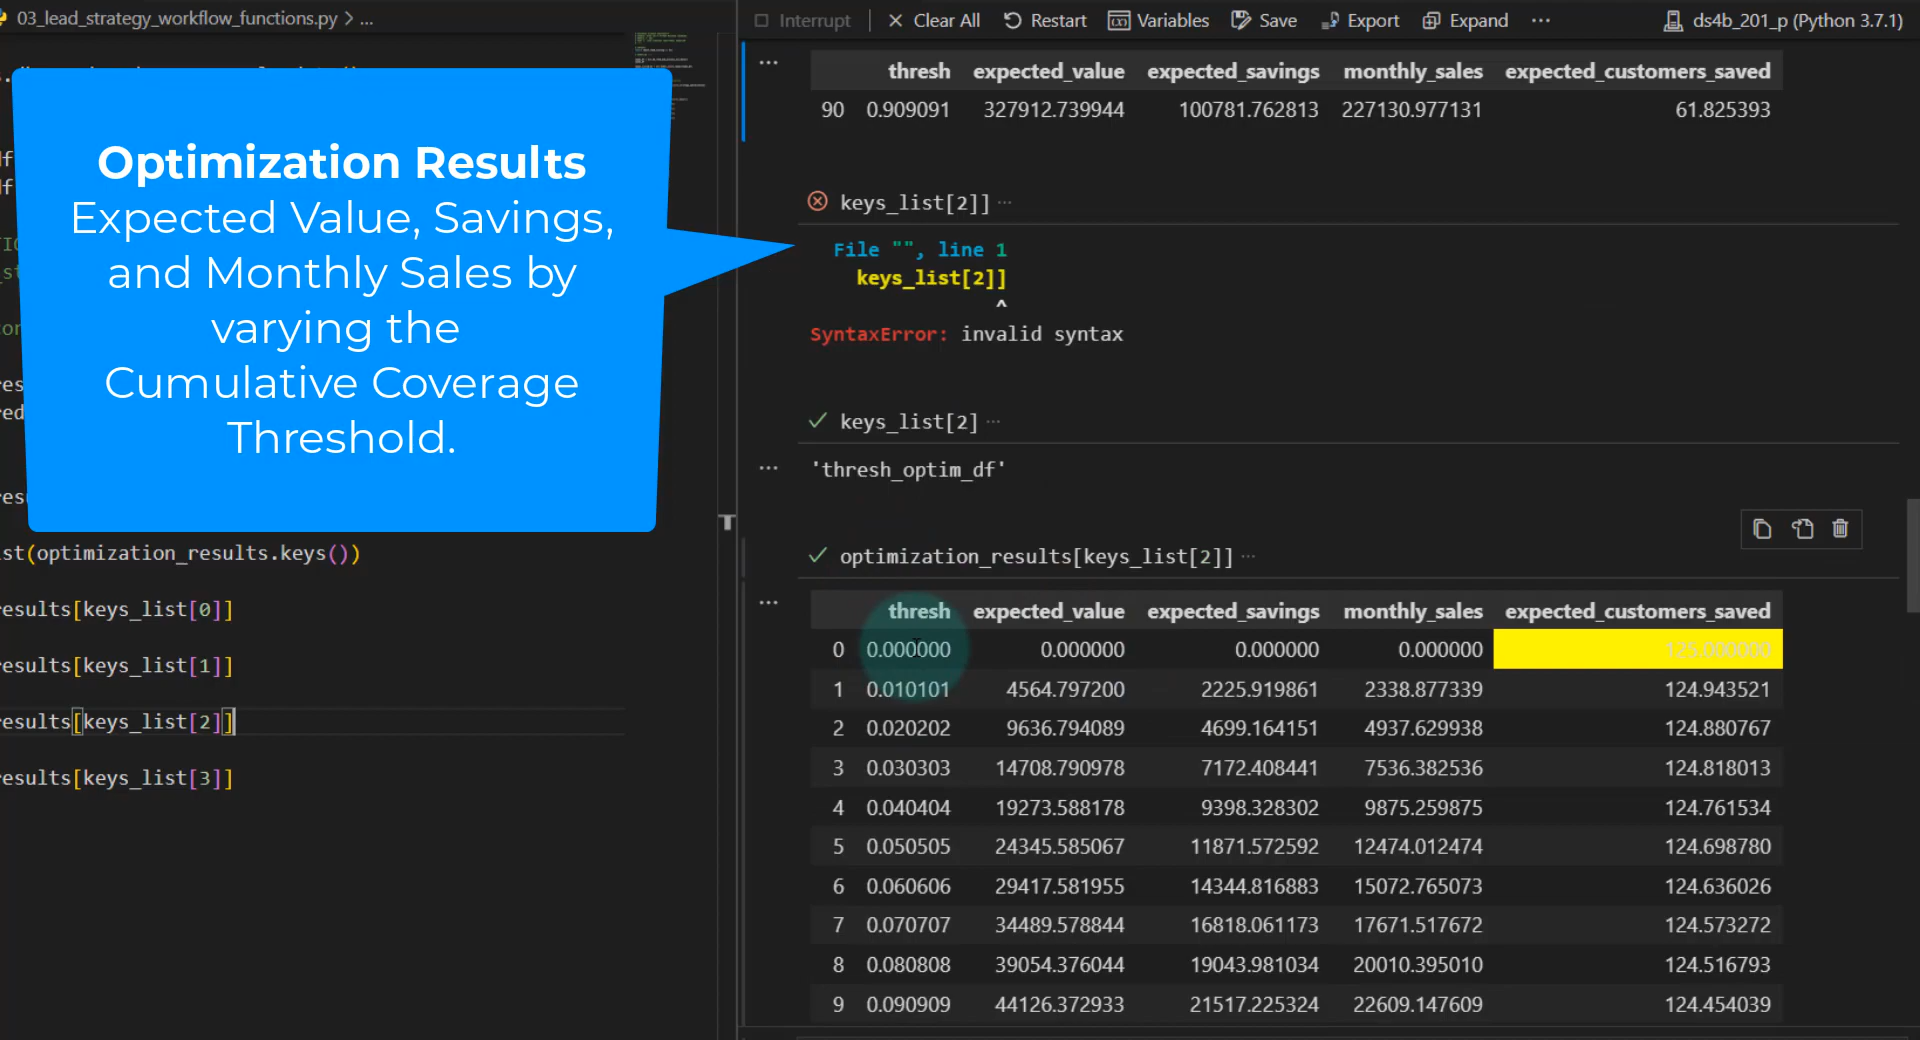 03_lead_strategy_workflow_functions.py > ...
Interrupt Clear All Restart Variables Save Export Expand ... ds4b_201_p (Python 3.7.1)
Optimization Results
Expected Value, Savings,
and Monthly Sales by
varying the
Cumulative Coverage
Threshold.
st(optimization_results.keys())
results[keys_list[0]]
results[keys_list[1]]
results[keys_list[2]]
results[keys_list[3]]
thresh expected_value expected_savings monthly_sales expected_customers_saved
90 0.909091 327912.739944 100781.762813 227130.977131 61.825393
keys_list[2]] ...
File "", line 1
keys_list[2]]
^
SyntaxError: invalid syntax
keys_list[2] ...
'thresh_optim_df'
optimization_results[keys_list[2]] ...
thresh expected_value expected_savings monthly_sales expected_customers_saved
0 0.000000 0.000000 0.000000 0.000000 125.000000
1 0.010101 4564.797200 2225.919861 2338.877339 124.943521
2 0.020202 9636.794089 4699.164151 4937.629938 124.880767
3 0.030303 14708.790978 7172.408441 7536.382536 124.818013
4 0.040404 19273.588178 9398.328302 9875.259875 124.761534
5 0.050505 24345.585067 11871.572592 12474.012474 124.698780
6 0.060606 29417.581955 14344.816883 15072.765073 124.636026
7 0.070707 34489.578844 16818.061173 17671.517672 124.573272
8 0.080808 39054.376044 19043.981034 20010.395010 124.516793
9 0.090909 44126.372933 21517.225324 22609.147609 124.454039